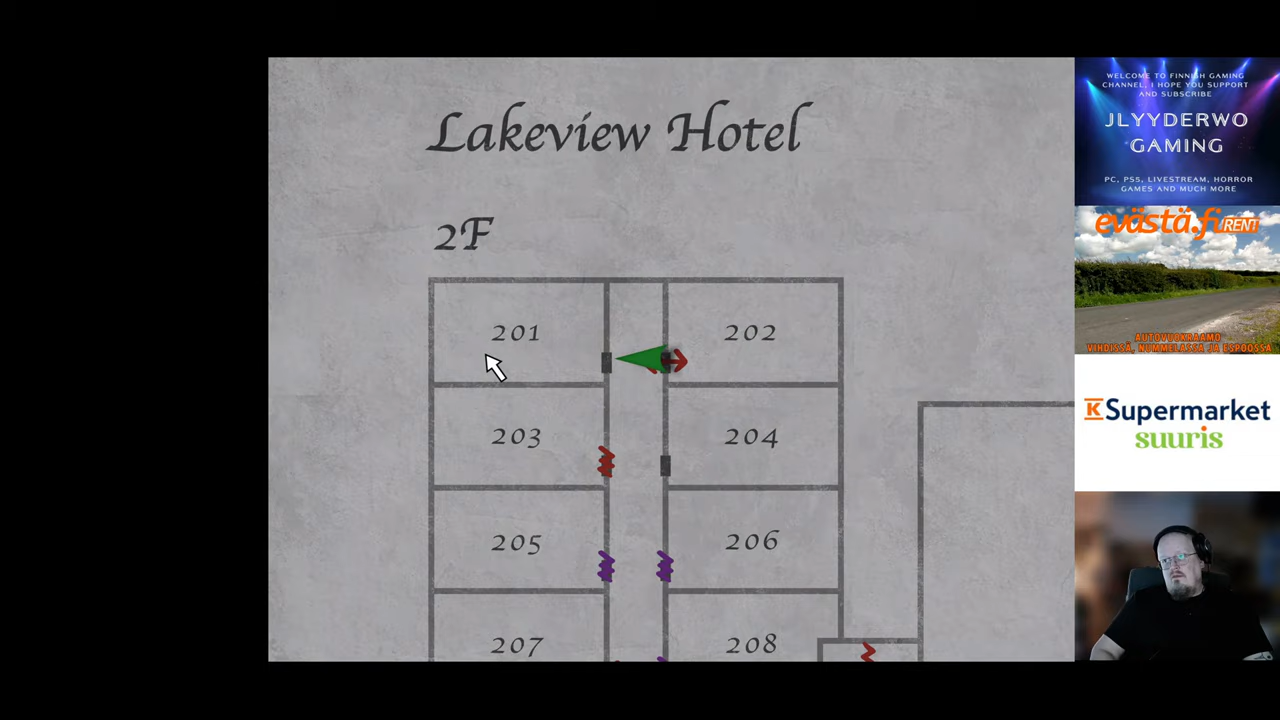 Lakeview Hotel
2F
201
202
203
204
205
206
207
208
WELCOME TO FINNISH GAMING
CHANNEL, I HOPE YOU SUPPORT
AND SUBSCRIBE
JLYYDERWO
GAMING
PC, PS5, LIVESTREAM, HORROR
GAMES AND MUCH MORE
evästä.fi RENT
AUTOVUOKRAAMO
VIHDISSÄ, NUMMELASSA JA ESPOOSSA
K Supermarket
suuris